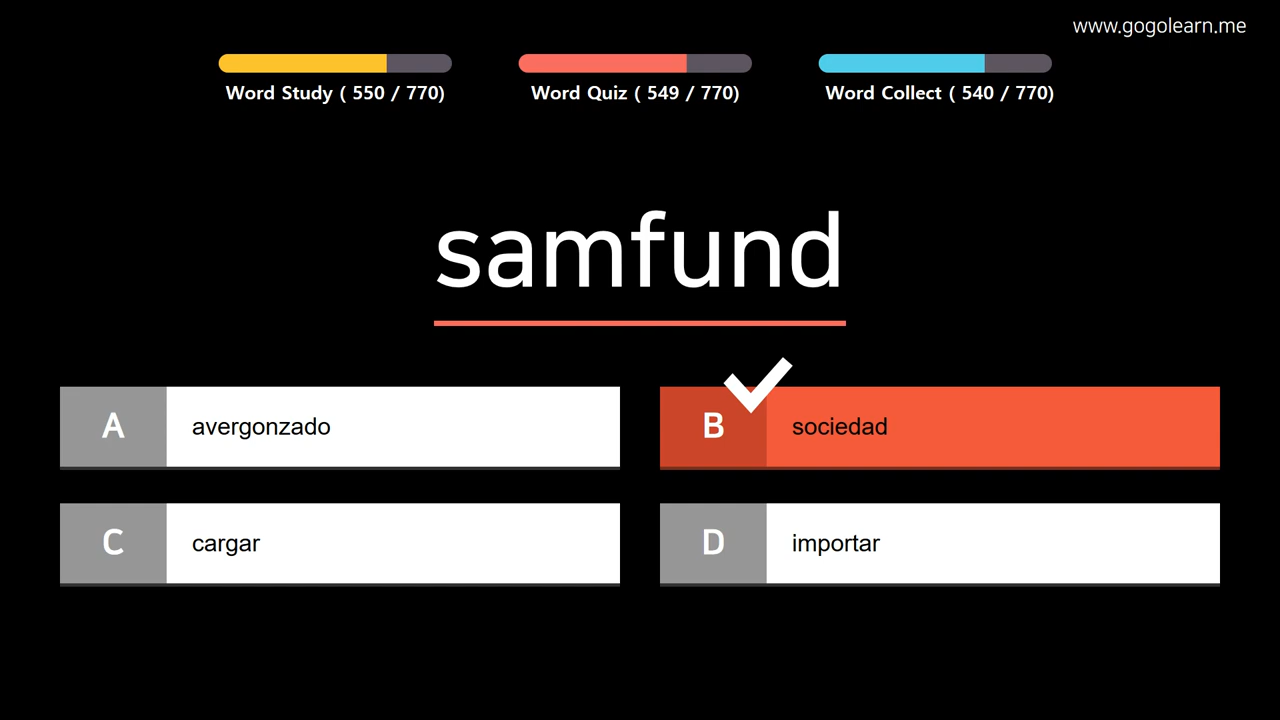 www.gogolearn.me
Word Study ( 550 / 770)
Word Quiz ( 549 / 770)
Word Collect ( 540 / 770)
samfund
A avergonzado
B sociedad
C cargar
D importar